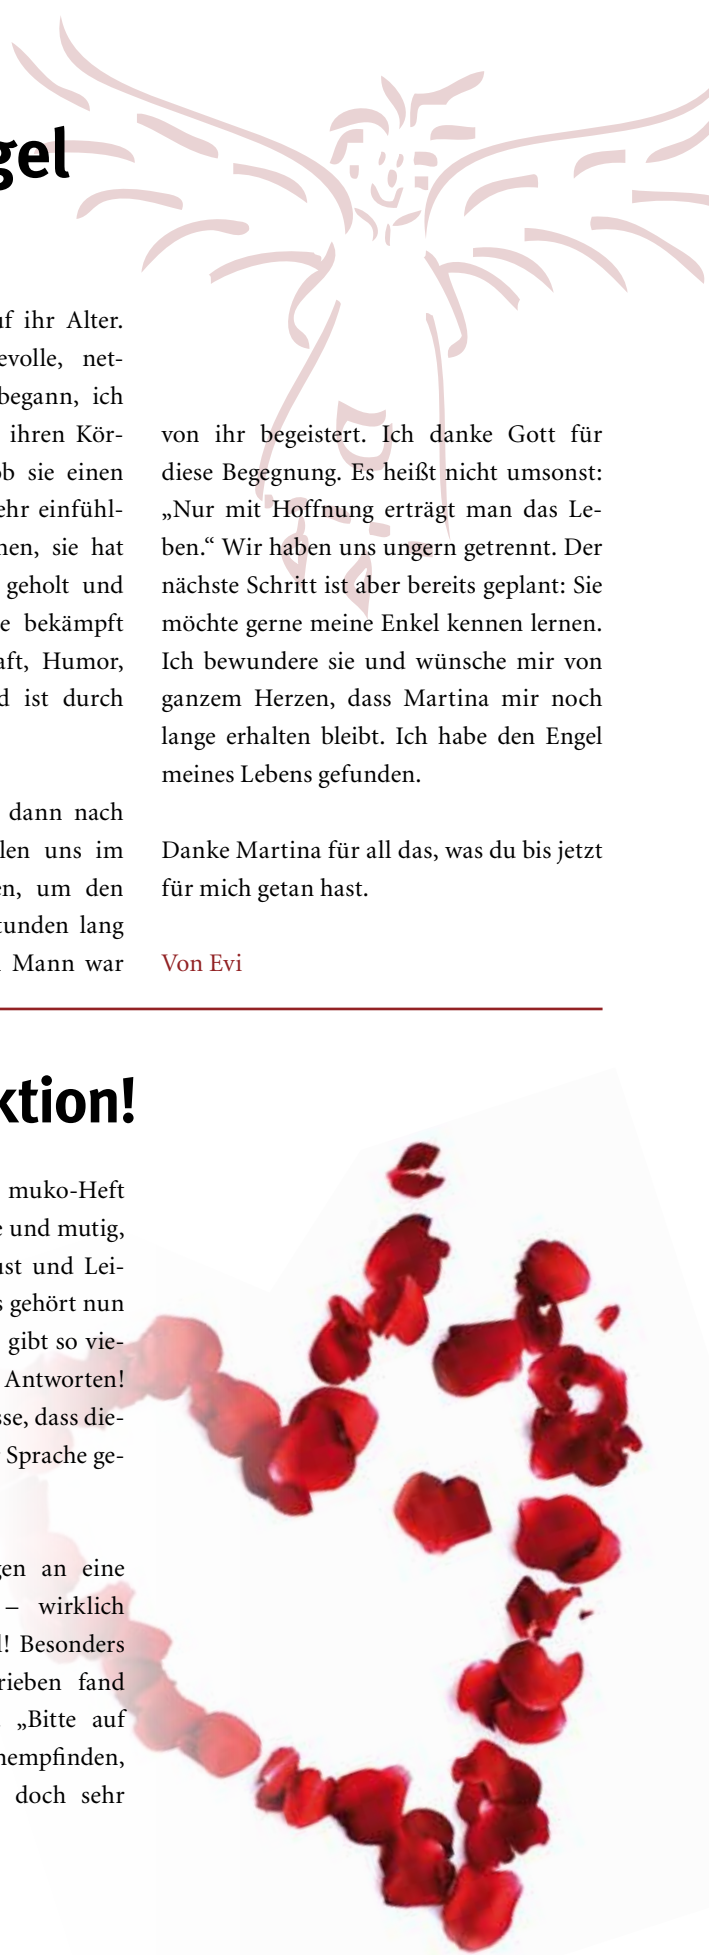 gel
uf ihr Alter.
evolle, net-
begann, ich
ihren Kör-
ob sie einen
ehr einfühl-
nen, sie hat
geholt und
e bekämpft
aft, Humor,
d ist durch
dann nach
len uns im
en, um den
tunden lang
Mann war
von ihr begeistert. Ich danke Gott für
diese Begegnung. Es heißt nicht umsonst:
„Nur mit Hoffnung erträgt man das Le-
ben.“ Wir haben uns ungern getrennt. Der
nächste Schritt ist aber bereits geplant: Sie
möchte gerne meine Enkel kennen lernen.
Ich bewundere sie und wünsche mir von
ganzem Herzen, dass Martina mir noch
lange erhalten bleibt. Ich habe den Engel
meines Lebens gefunden.
Danke Martina für all das, was du bis jetzt
für mich getan hast.
Von Evi
ktion!
muko-Heft
e und mutig,
ust und Lei-
s gehört nun
gibt so vie-
Antworten!
sse, dass die-
Sprache ge-
gen an eine
– wirklich
l! Besonders
rieben fand
„Bitte auf
hempfinden,
doch sehr